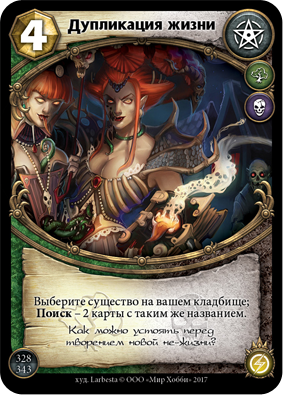 4
Дупликация жизни
Выберите существо на вашем кладбище;
Поиск – 2 карты с таким же названием.
Как можно устоять перед
творением новой не-жизни?
328
343
худ. Larbesta © ООО «Мир Хобби» 2017